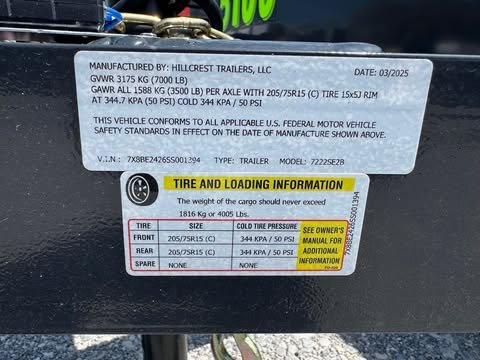 5100
MANUFACTURED BY: HILLCREST TRAILERS, LLC DATE: 03/2025
GVWR 3175 KG (7000 LB)
GAWR ALL 1588 KG (3500 LB) PER AXLE WITH 205/75R15 (C) TIRE 15x5J RIM
AT 344.7 KPA (50 PSI) COLD 344 KPA / 50 PSI
THIS VEHICLE CONFORMS TO ALL APPLICABLE U.S. FEDERAL MOTOR VEHICLE
SAFETY STANDARDS IN EFFECT ON THE DATE OF MANUFACTURE SHOWN ABOVE.
V.I.N.: 7X8BE2426SS001394 TYPE: TRAILER MODEL: 7222SE2B
TIRE AND LOADING INFORMATION
The weight of the cargo should never exceed
1816 Kg or 4005 Lbs.
TIRE SIZE COLD TIRE PRESSURE
FRONT 205/75R15 (C) 344 KPA / 50 PSI
REAR 205/75R15 (C) 344 KPA / 50 PSI
SPARE NONE NONE
SEE OWNER'S
MANUAL FOR
ADDITIONAL
INFORMATION
7X8BE2426SS001394